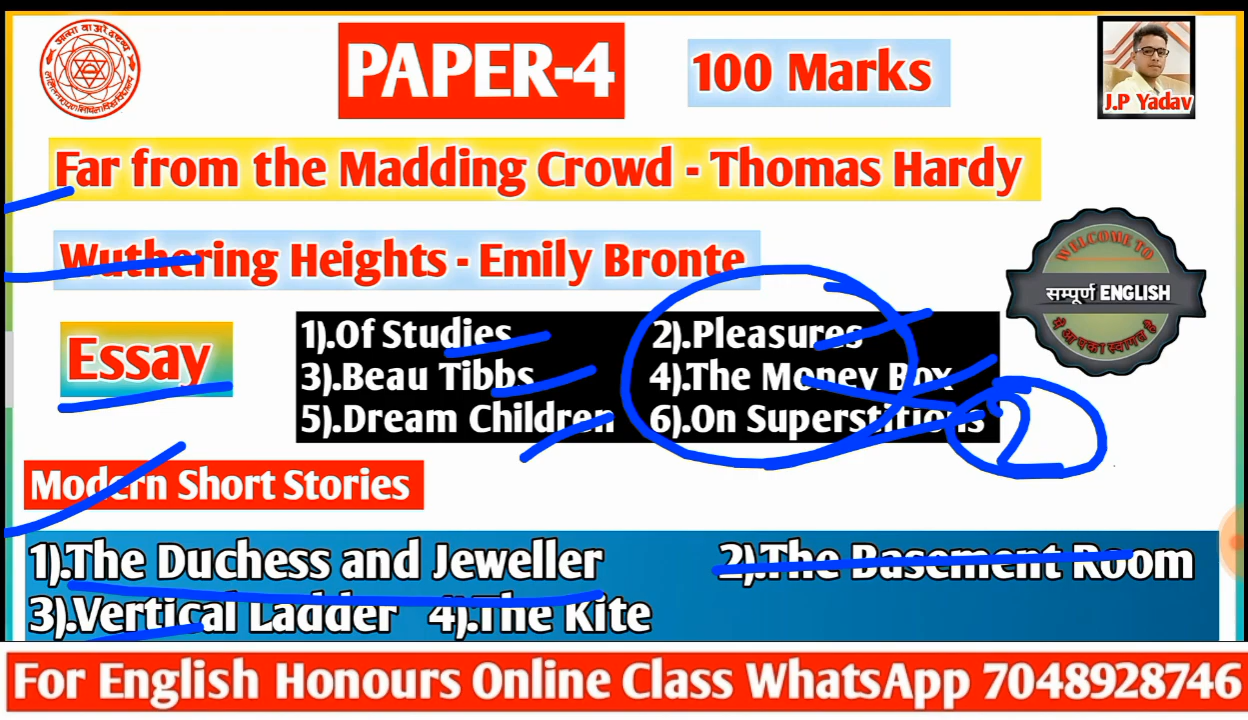 PAPER-4
100 Marks
J.P Yadav
Far from the Madding Crowd - Thomas Hardy
Wuthering Heights - Emily Bronte
WELCOME TO
सम्पूर्ण ENGLISH
में आपका स्वागत है
Essay
1).Of Studies 2).Pleasures
3).Beau Tibbs 4).The Money Box
5).Dream Children 6).On Superstitions
2
Modern Short Stories
1).The Duchess and Jeweller 2).The Basement Room
3).Vertical Ladder 4).The Kite
For English Honours Online Class WhatsApp 7048928746